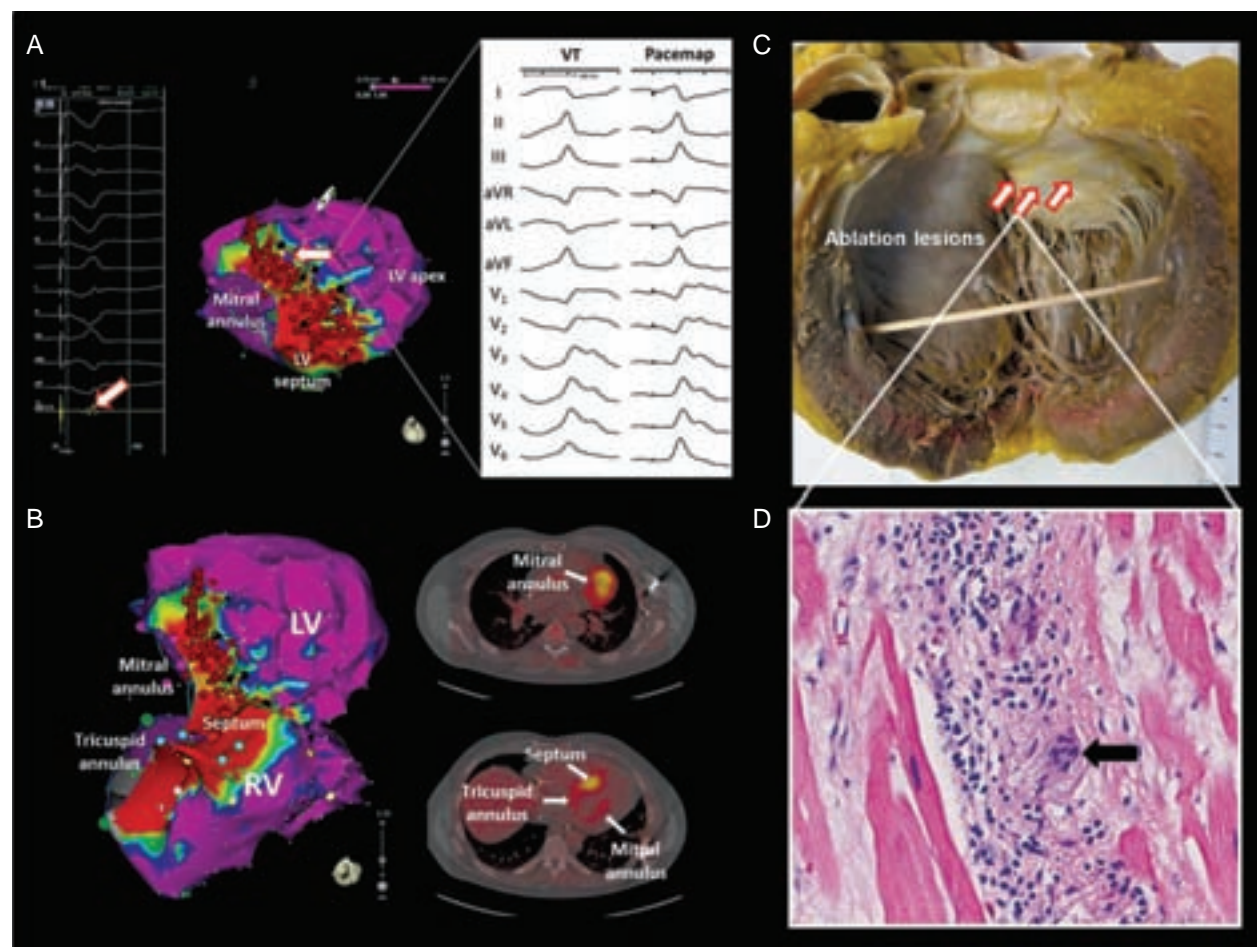 A
VT
Pacemap
I
II
III
aVR
aVL
aVF
V1
V2
V3
V4
V5
V6
Mitral
annulus
LV apex
LV
septum
C
Ablation lesions
B
LV
Mitral
annulus
Septum
Tricuspid
annulus
RV
Mitral
annulus
Septum
Tricuspid
annulus
Mitral
annulus
D